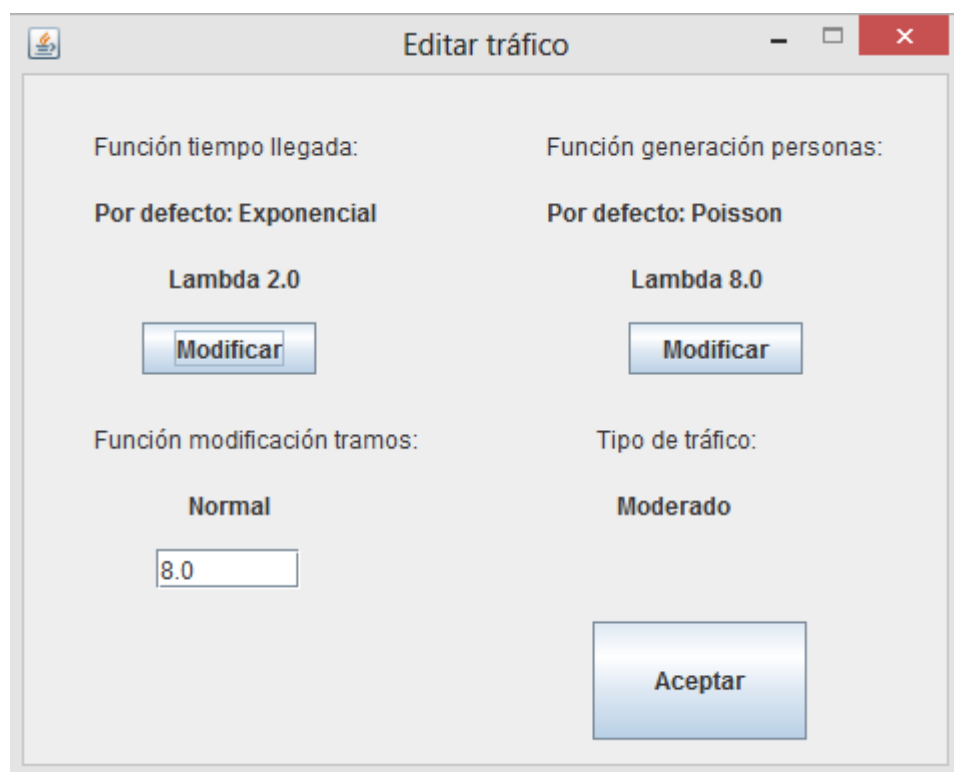 Editar tráfico
Función tiempo llegada:
Por defecto: Exponencial
Lambda 2.0
Modificar
Función generación personas:
Por defecto: Poisson
Lambda 8.0
Modificar
Función modificación tramos:
Normal
8.0
Tipo de tráfico:
Moderado
Aceptar